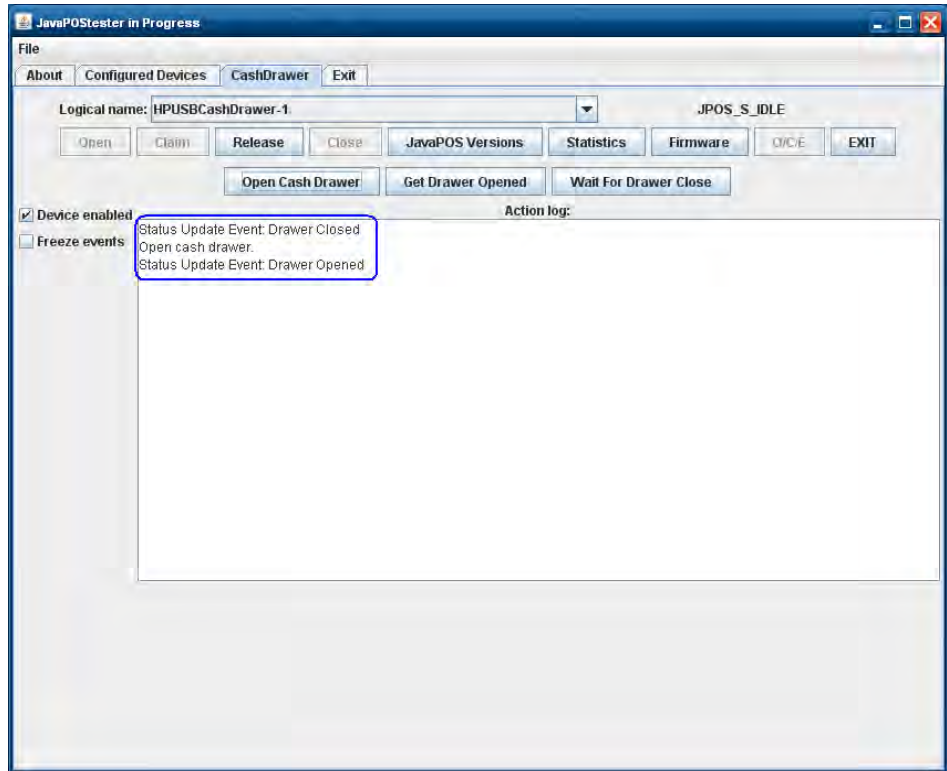 JavaPOStester in Progress
File
About Configured Devices CashDrawer Exit
Logical name: HPUSBCashDrawer-1 JPOS_S_IDLE
Open Claim Release Close JavaPOS Versions Statistics Firmware O/C/E EXIT
Open Cash Drawer Get Drawer Opened Wait For Drawer Close
Device enabled Action log:
Status Update Event: Drawer Closed
Freeze events Open cash drawer.
Status Update Event: Drawer Opened